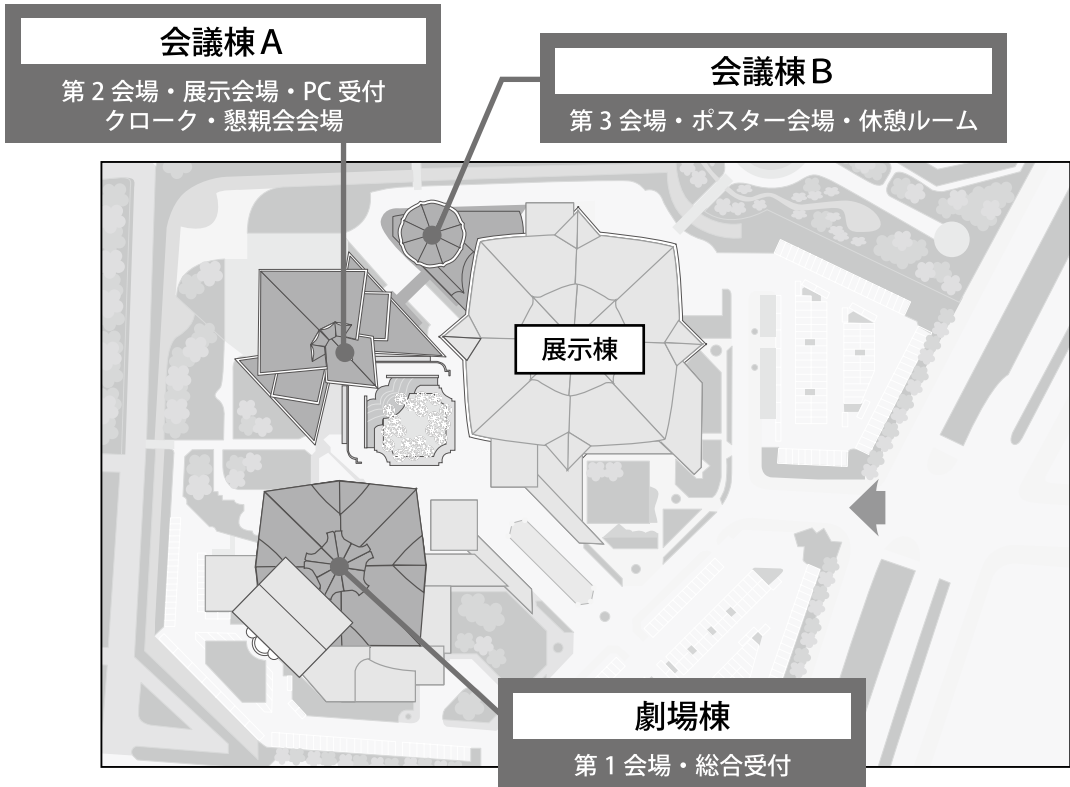 会議棟A
第2会場・展示会場・PC受付
クローク・懇親会会場
会議棟B
第3会場・ポスター会場・休憩ルーム
展示棟
劇場棟
第1会場・総合受付